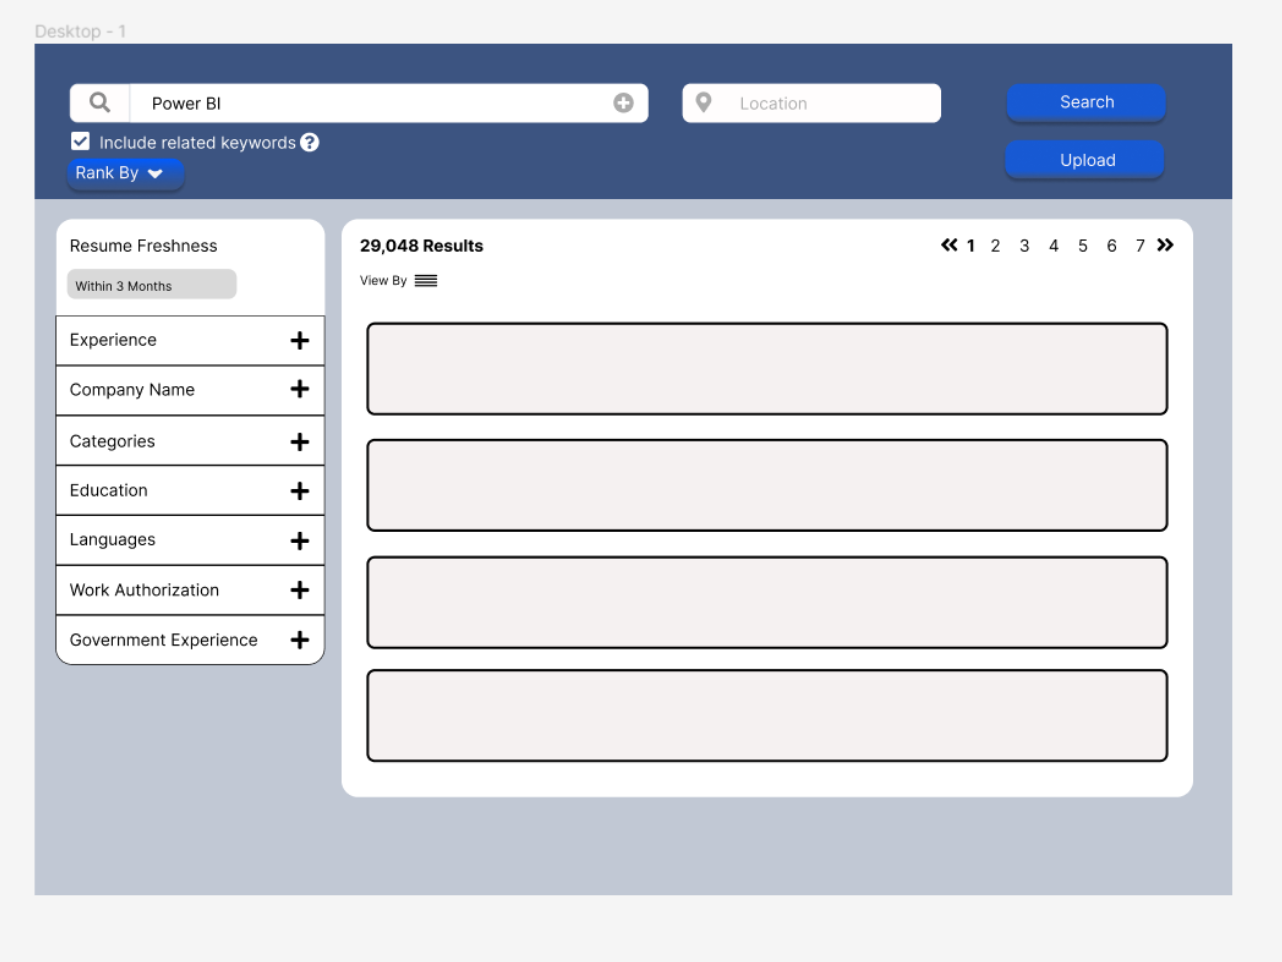 Desktop - 1
Power BI
Location
Search
Include related keywords ?
Rank By
Upload
Resume Freshness
Within 3 Months
Experience
Company Name
Categories
Education
Languages
Work Authorization
Government Experience
29,048 Results
1 2 3 4 5 6 7
View By